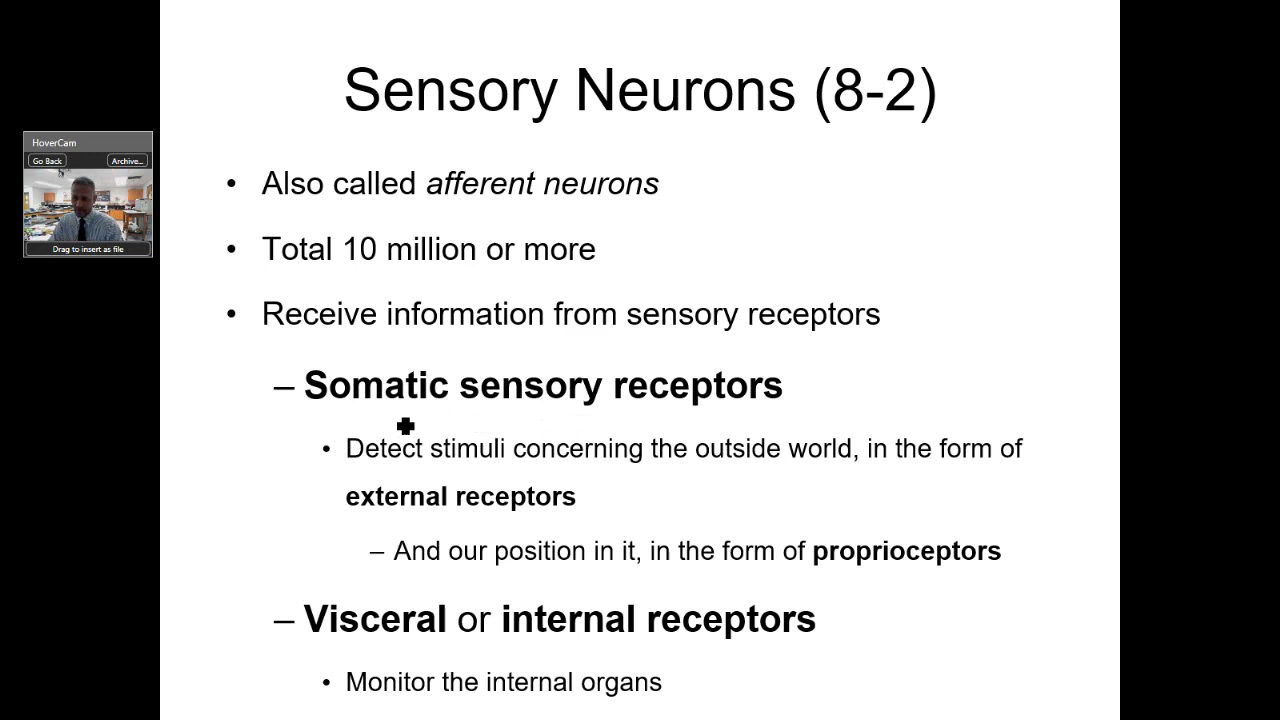 Sensory Neurons (8-2)
HoverCam
Go Back Archive...
Drag to insert as file
• Also called afferent neurons
• Total 10 million or more
• Receive information from sensory receptors
– Somatic sensory receptors
• Detect stimuli concerning the outside world, in the form of
external receptors
– And our position in it, in the form of proprioceptors
– Visceral or internal receptors
• Monitor the internal organs